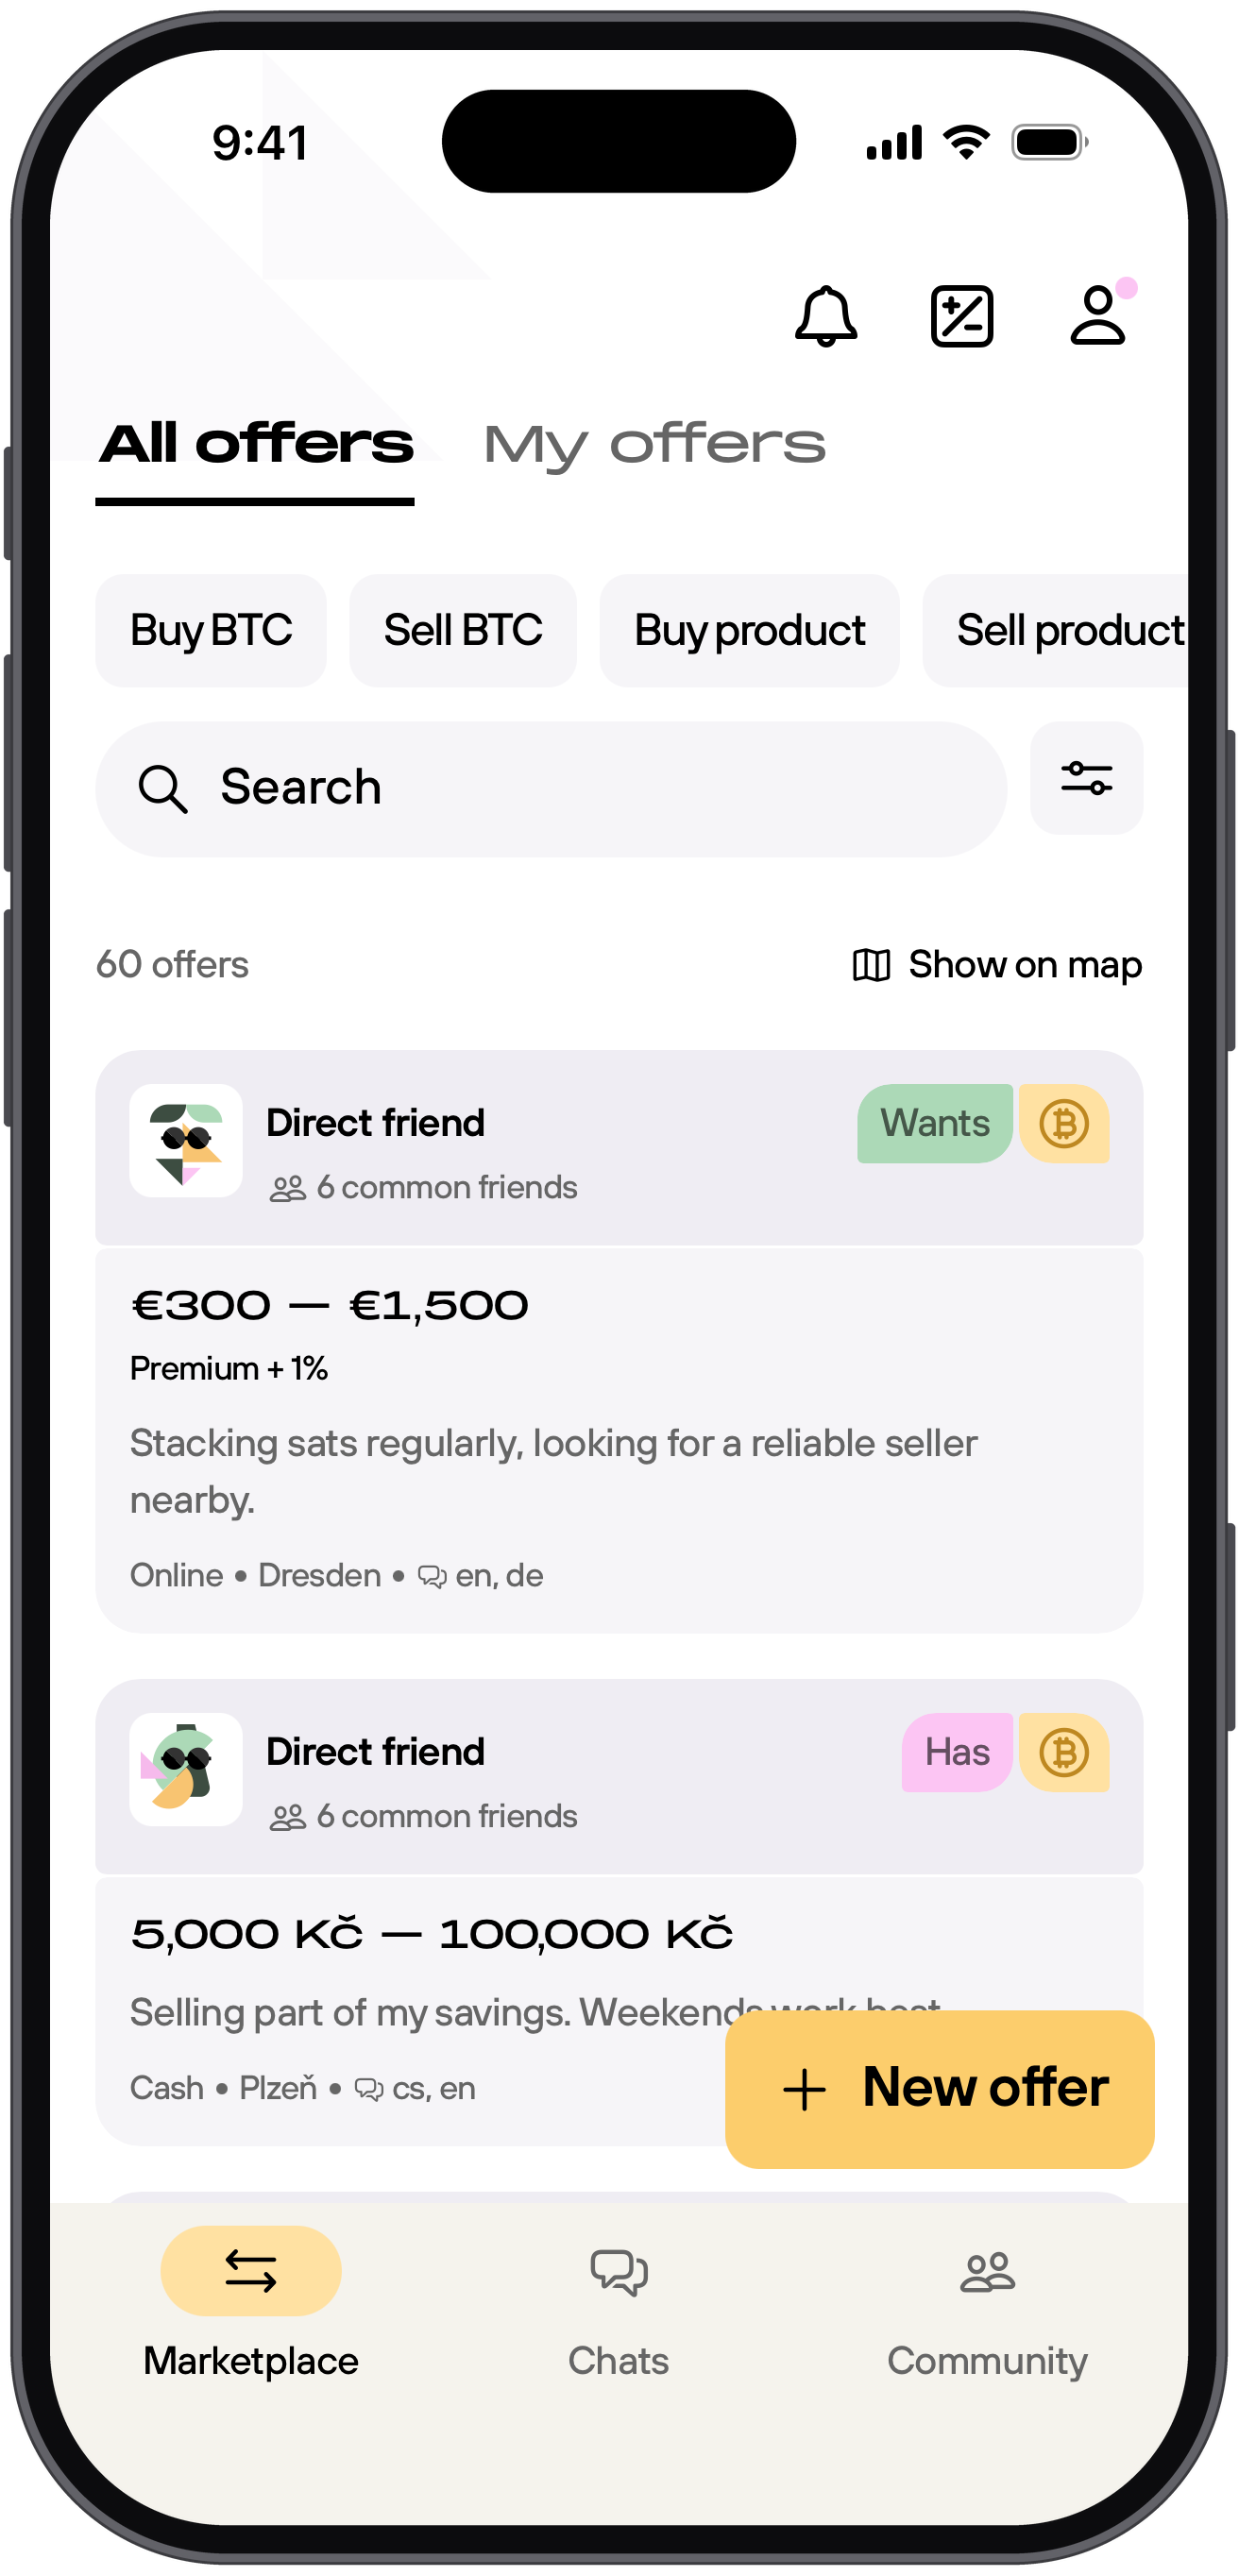 9:41
All offers My offers
Buy BTC Sell BTC Buy product Sell product
Search
60 offers Show on map
Direct friend Wants
6 common friends
€300 — €1,500
Premium + 1%
Stacking sats regularly, looking for a reliable seller
nearby.
Online • Dresden • en, de
Direct friend Has
6 common friends
5,000 Kč — 100,000 Kč
Selling part of my savings. Weekends work best
Cash • Plzeň • cs, en
+ New offer
Marketplace Chats Community